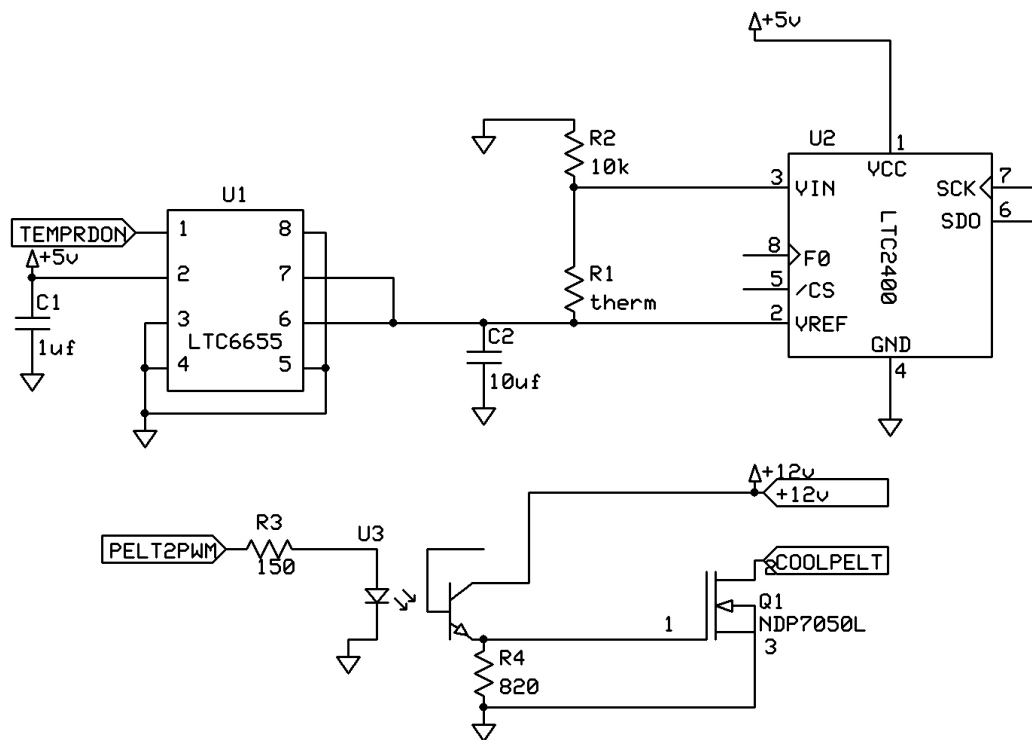 +5v
U2
1
R2
10k
3
VIN
VCC
SCK
7
U1
SDO
6
TEMPRDON
1
8
LTC2400
+5v
8
F0
2
7
R1
therm
5
/CS
C1
3
6
2
VREF
1uf
LTC6655
C2
GND
4
5
10uf
4
+12v
+12v
R3
U3
PELT2PWM
150
2
COOLPELT
Q1
1
NDP7050L
3
R4
820